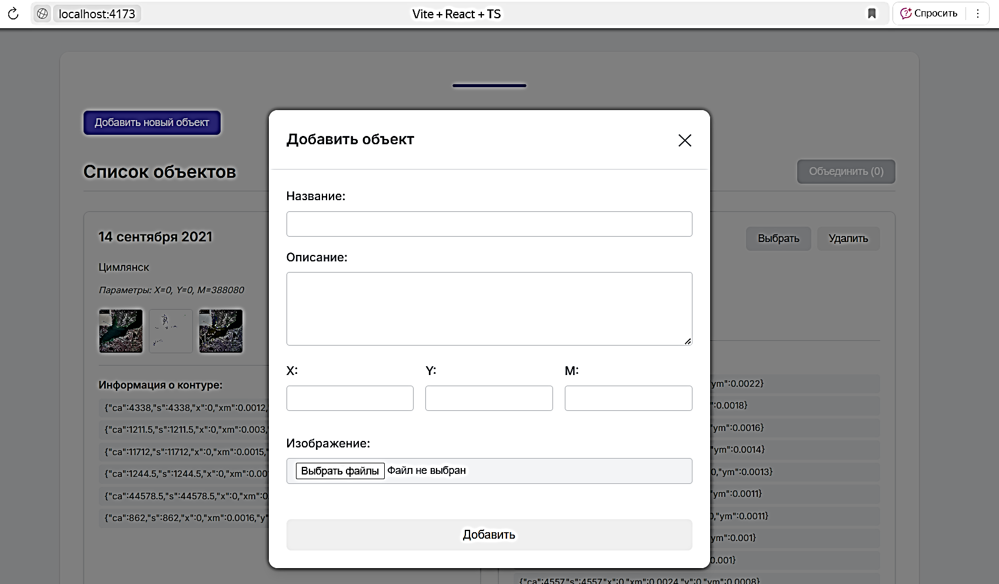 localhost:4173
Vite + React + TS
Спросить
Добавить новый объект
Список объектов
Объединить (0)
14 сентября 2021
Цимлянск
Параметры: X=0, Y=0, M=388080
Информация о контуре:
{"ca":4338,"s":4338,"x":0,"xm":0.0012,
{"ca":1211.5,"s":1211.5,"x":0,"xm":0.003,
{"ca":11712,"s":11712,"x":0,"xm":0.0015,
{"ca":1244.5,"s":1244.5,"x":0,"xm":0.00
{"ca":44578.5,"s":44578.5,"x":0,"xm":0.
{"ca":862,"s":862,"x":0,"xm":0.0016,"y"
Добавить объект
Название:
Описание:
X:
Y:
M:
Изображение:
Выбрать файлы Файл не выбран
Добавить
Выбрать
Удалить
ym":0.0022}
":0.0018}
"ym":0.0016}
ym":0.0014}
0,"ym":0.0013}
"ym":0.0011}
0,"ym":0.0011}
ym":0.001}
0.001}
{"ca":4557,"s":4557,"x":0,"xm":0.0024,"y":0,"ym":0.0008}